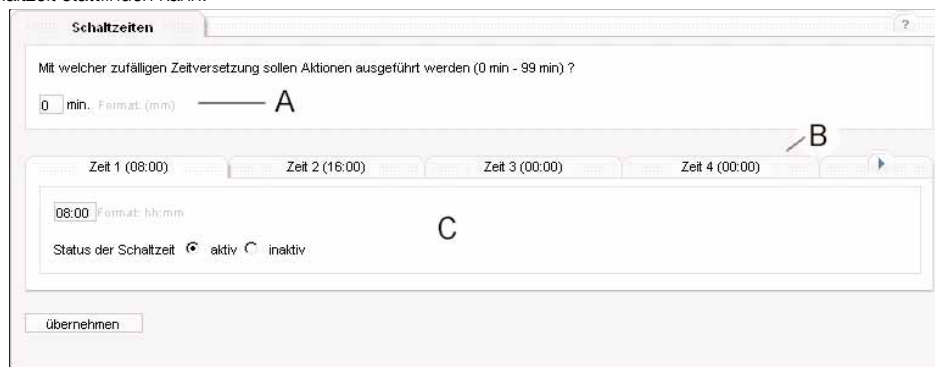 Schaltzeiten
?
Mit welcher zufälligen Zeitversetzung sollen Aktionen ausgeführt werden (0 min - 99 min) ?
0 min. Format: (mm) A
B
Zeit 1 (08:00) Zeit 2 (16:00) Zeit 3 (00:00) Zeit 4 (00:00)
08:00 Format: hh:mm
C
Status der Schaltzeit aktiv inaktiv
übernehmen